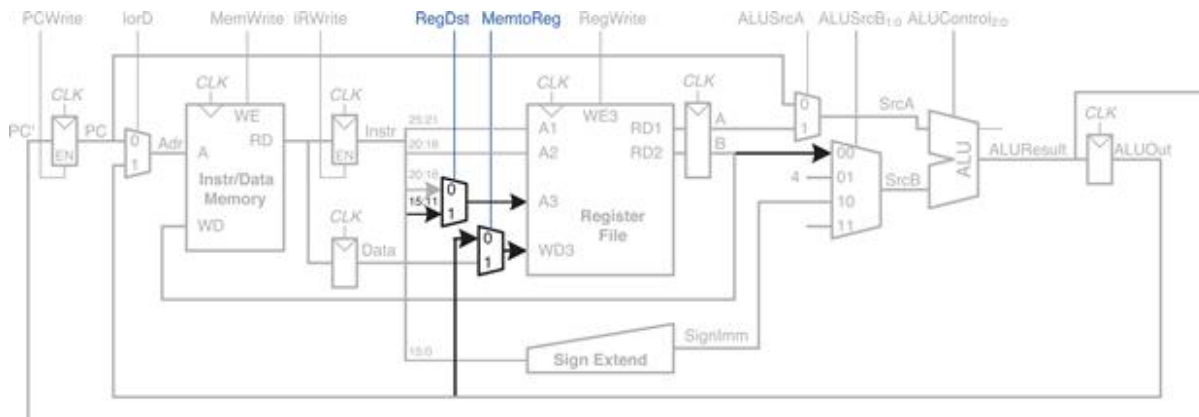 PCWrite IorD MemWrite IRWrite RegDst MemtoReg RegWrite ALUSrcA ALUSrcB1:0 ALUControl2:0
CLK CLK CLK CLK CLK CLK
PC' EN PC 0 1 Adr
A WE RD
Instr/Data
Memory
WD
EN Instr
CLK
Data
25:21
20:16
20:16
15:11
15:0
0
1
0
1
A1 WE3 RD1
A2 RD2
A3
Register
File
WD3
A
B
0
1
SrcA
00
4 01
10
11
SrcB
ALU
ALUResult
ALUOut
SignImm
Sign Extend